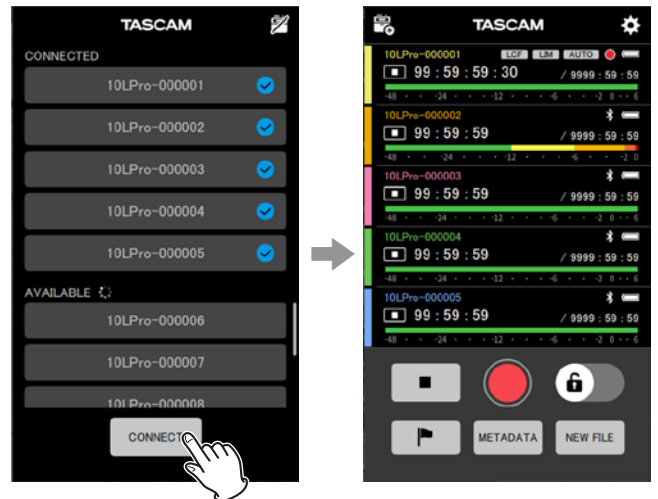 TASCAM
CONNECTED
10LPro-000001
10LPro-000002
10LPro-000003
10LPro-000004
10LPro-000005
AVAILABLE
10LPro-000006
10LPro-000007
10LPro-000008
CONNECT
TASCAM
10LPro-000001 LCF LIM AUTO
99 : 59 : 59 : 30 / 9999 : 59 : 59
-48 -24 -12 -6 -2 0 6
10LPro-000002
99 : 59 : 59 / 9999 : 59 : 59
-48 -24 -12 -6 -2 0
10LPro-000003
99 : 59 : 59 / 9999 : 59 : 59
-48 -24 -12 -6 -2 0 6
10LPro-000004
99 : 59 : 59 / 9999 : 59 : 59
-48 -24 -12 -6 -2 0 6
10LPro-000005
99 : 59 : 59 / 9999 : 59 : 59
-48 -24 -12 -6 -2 0 6
METADATA
NEW FILE